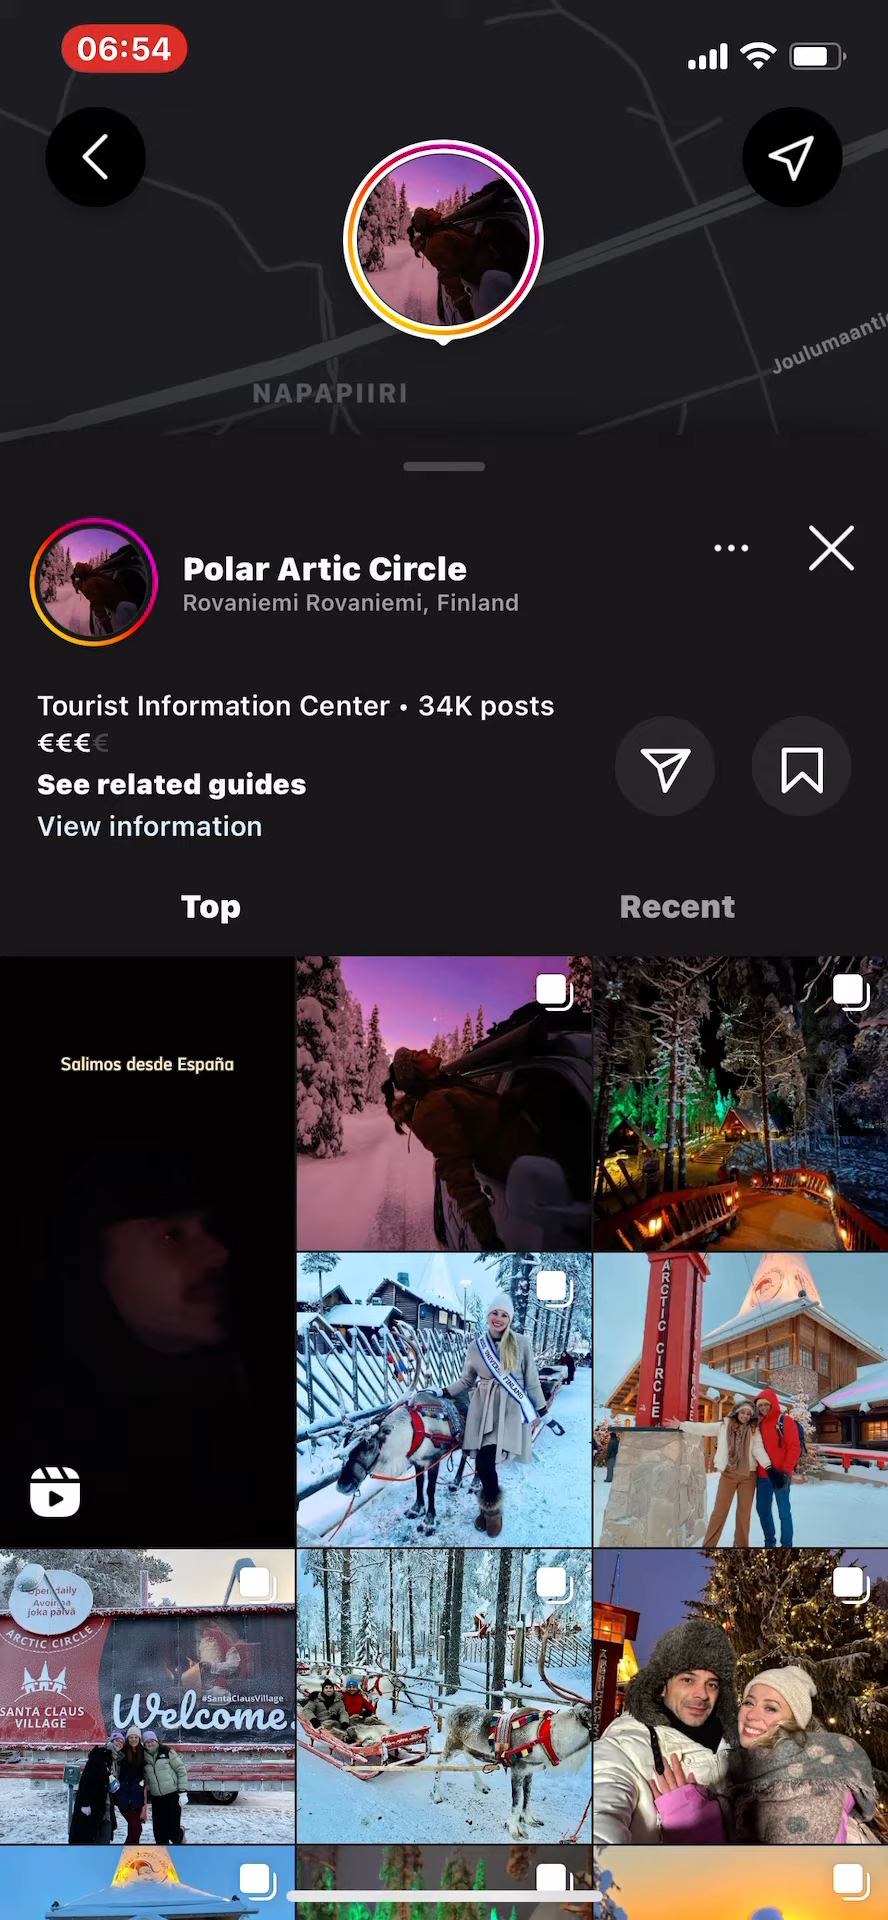 06:54
Joulumaantie
NAPAPIIRI
Polar Artic Circle
Rovaniemi Rovaniemi, Finland
Tourist Information Center • 34K posts
€€€€
See related guides
View information
Top
Recent
Salimos desde España
FINLAND
ARCTIC CIRCLE
Open daily
Avoinna
joka päivä
ARCTIC CIRCLE
SANTA CLAUS
VILLAGE
#SantaClausVillage
Welcome